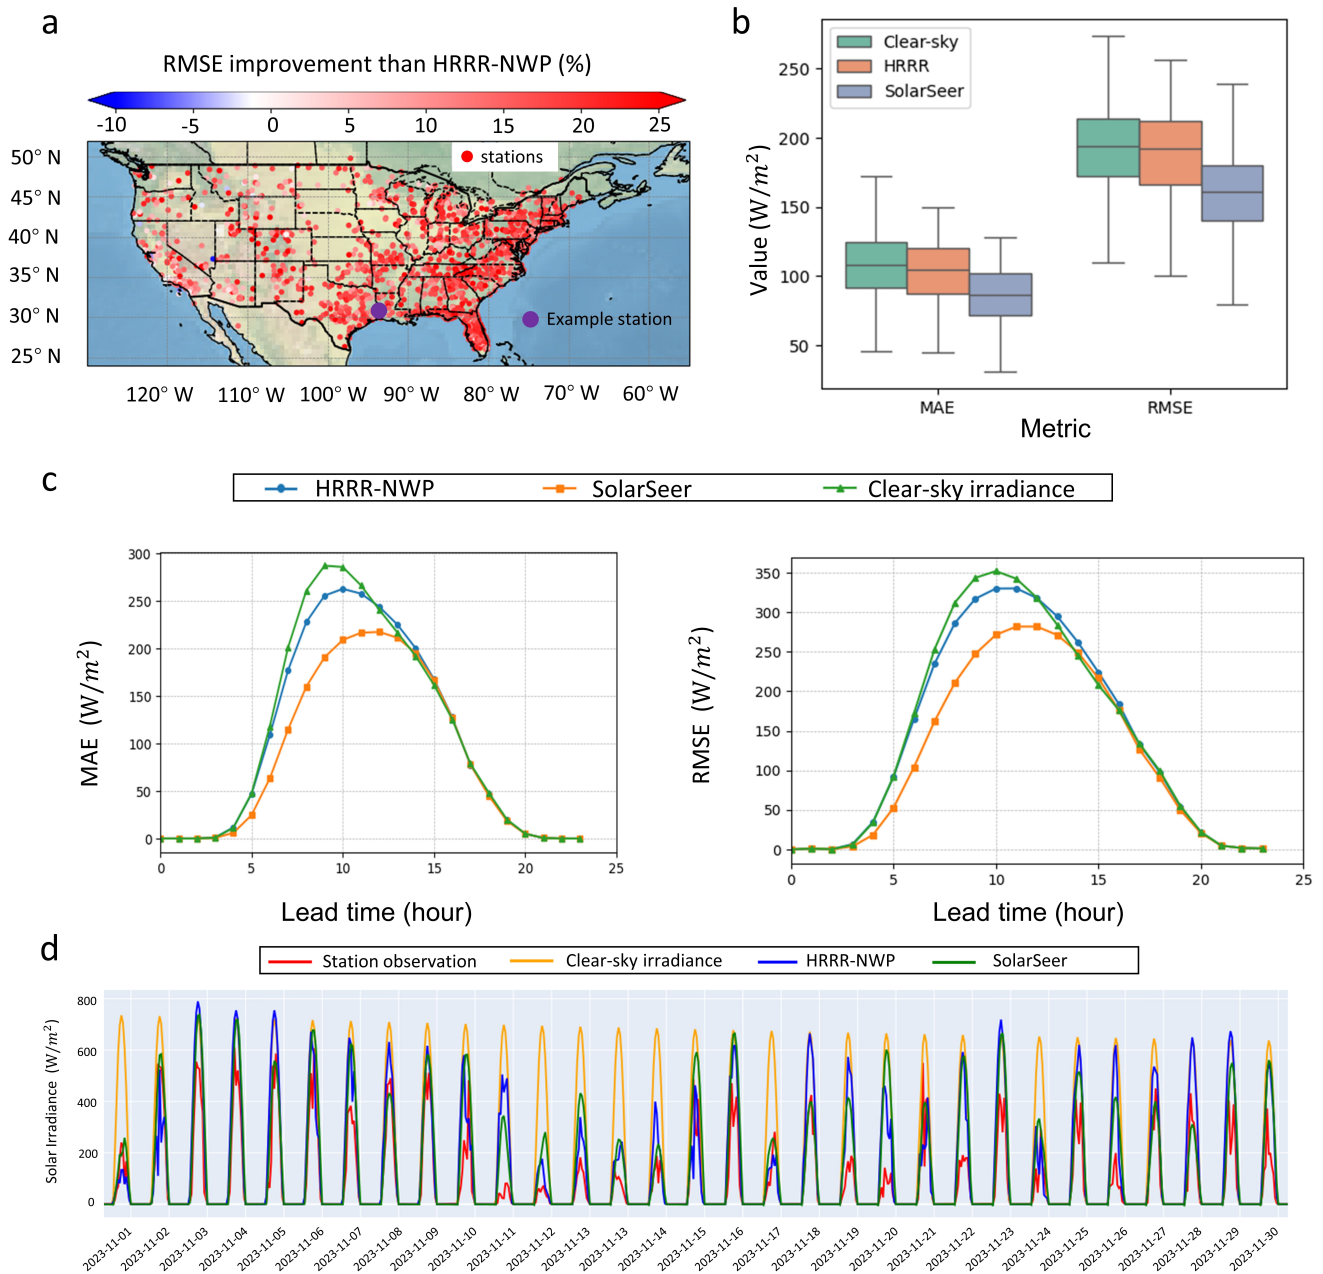 a
RMSE improvement than HRRR-NWP (%)
-10 -5 0 5 10 15 20 25
stations
50° N
45° N
40° N
35° N
30° N
25° N
Example station
120° W 110° W 100° W 90° W 80° W 70° W 60° W
b
Clear-sky
HRRR
SolarSeer
Value (W/m²)
250
200
150
100
50
MAE RMSE
Metric
c
HRRR-NWP SolarSeer Clear-sky irradiance
MAE (W/m²)
300
250
200
150
100
50
0
0 5 10 15 20 25
Lead time (hour)
RMSE (W/m²)
350
300
250
200
150
100
50
0
0 5 10 15 20 25
Lead time (hour)
d
Station observation Clear-sky irradiance HRRR-NWP SolarSeer
Solar Irradiance (W/m²)
800
600
400
200
0
2023-11-01 2023-11-02 2023-11-03 2023-11-04 2023-11-05 2023-11-06 2023-11-07 2023-11-08 2023-11-09 2023-11-10 2023-11-11 2023-11-12 2023-11-13 2023-11-13 2023-11-14 2023-11-15 2023-11-16 2023-11-17 2023-11-18 2023-11-19 2023-11-20 2023-11-21 2023-11-22 2023-11-23 2023-11-24 2023-11-25 2023-11-26 2023-11-27 2023-11-28 2023-11-29 2023-11-30